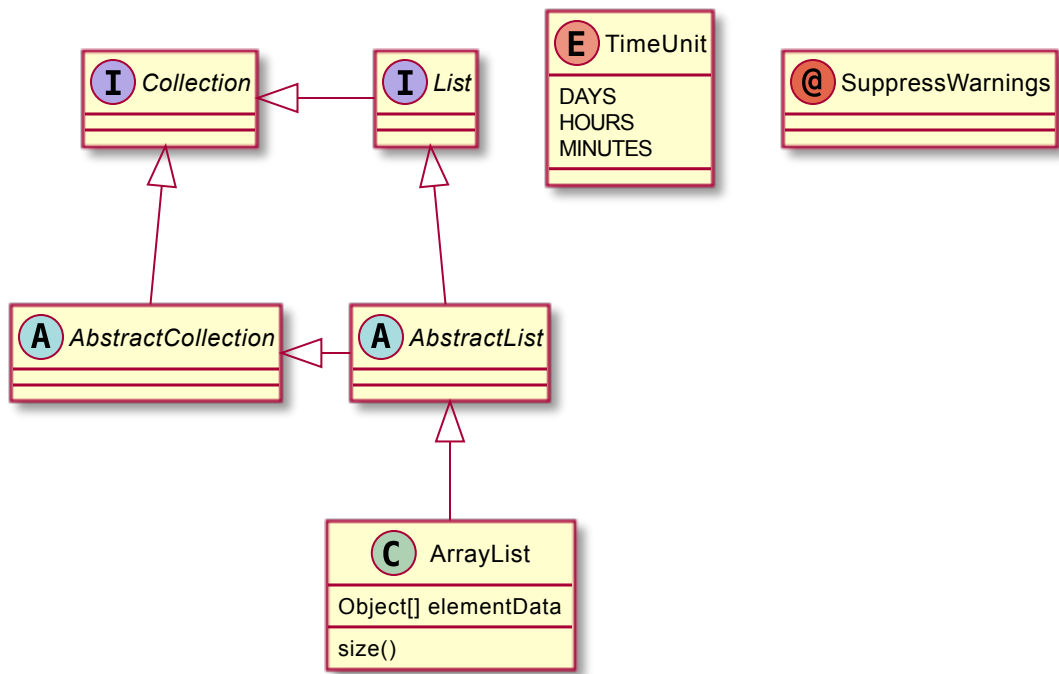 I Collection
I List
E TimeUnit
DAYS
HOURS
MINUTES
@ SuppressWarnings
A AbstractCollection
A AbstractList
C ArrayList
Object[] elementData
size()